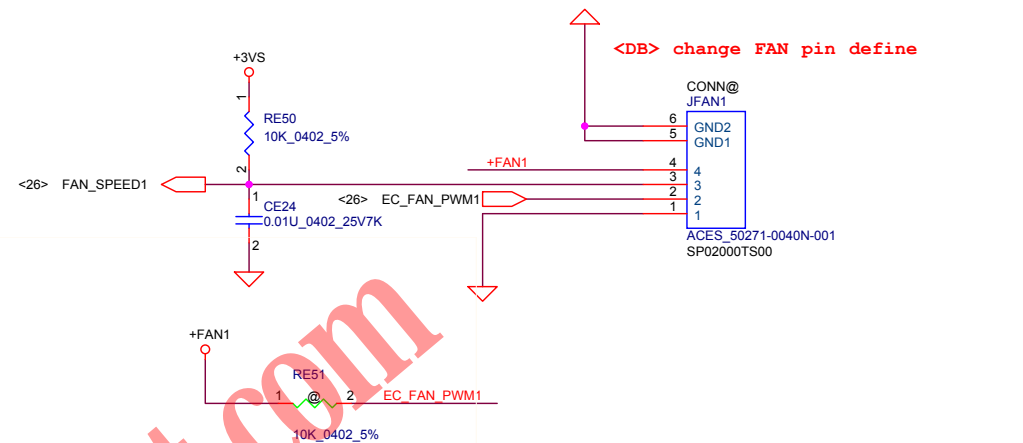 <DB> change FAN pin define
+3VS
CONN@
JFAN1
1
RE50
10K_0402_5%
2
6 GND2
5 GND1
+FAN1 4 4
3 3
<26> FAN_SPEED1
1
CE24
0.01U_0402_25V7K
2
<26> EC_FAN_PWM1 2 2
1 1
ACES_50271-0040N-001
SP02000TS00
+FAN1
RE51
1 @ 2 EC_FAN_PWM1
10K_0402_5%